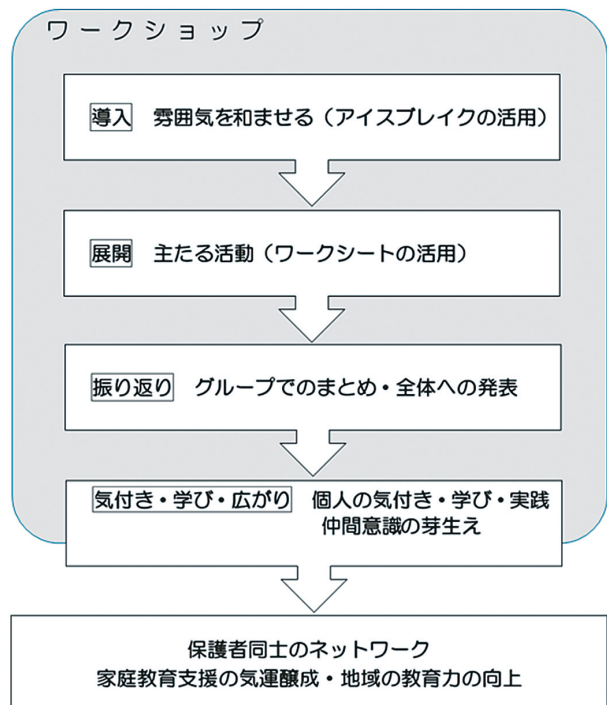 ワークショップ
導入 雰囲気を和ませる（アイスブレイクの活用）
展開 主たる活動（ワークシートの活用）
振り返り グループでのまとめ・全体への発表
気付き・学び・広がり 個人の気付き・学び・実践
仲間意識の芽生え
保護者同士のネットワーク
家庭教育支援の気運醸成・地域の教育力の向上